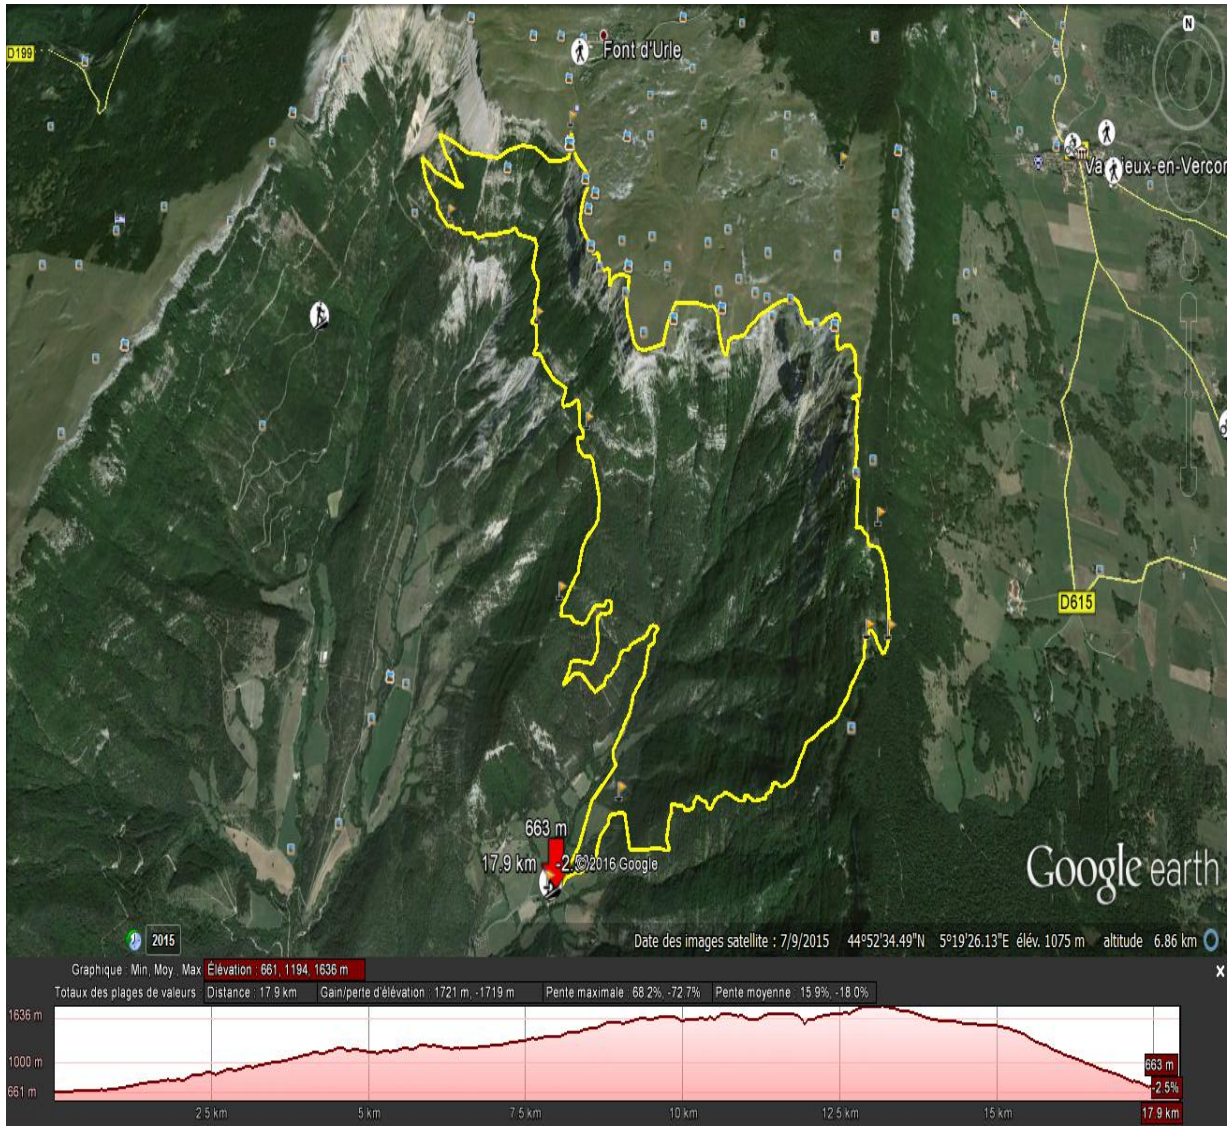 N
D199
Font d'Urle
D615
663 m
17.9 km
©2016 Google
Google earth
2015
Date des images satellite : 7/9/2015 44°52'34.49"N 5°19'26.13"E élév. 1075 m altitude 6.86 km
Graphique : Min, Moy., Max Élévation : 661, 1194, 1636 m
x
Totaux des plages de valeurs : Distance : 17.9 km Gain/perte d'élévation : 1721 m, -1719 m Pente maximale : 68.2%, -72.7% Pente moyenne : 15.9%, -18.0%
1636 m
1000 m
663 m
661 m
-2.5%
2.5 km 5 km 7.5 km 10 km 12.5 km 15 km 17.9 km